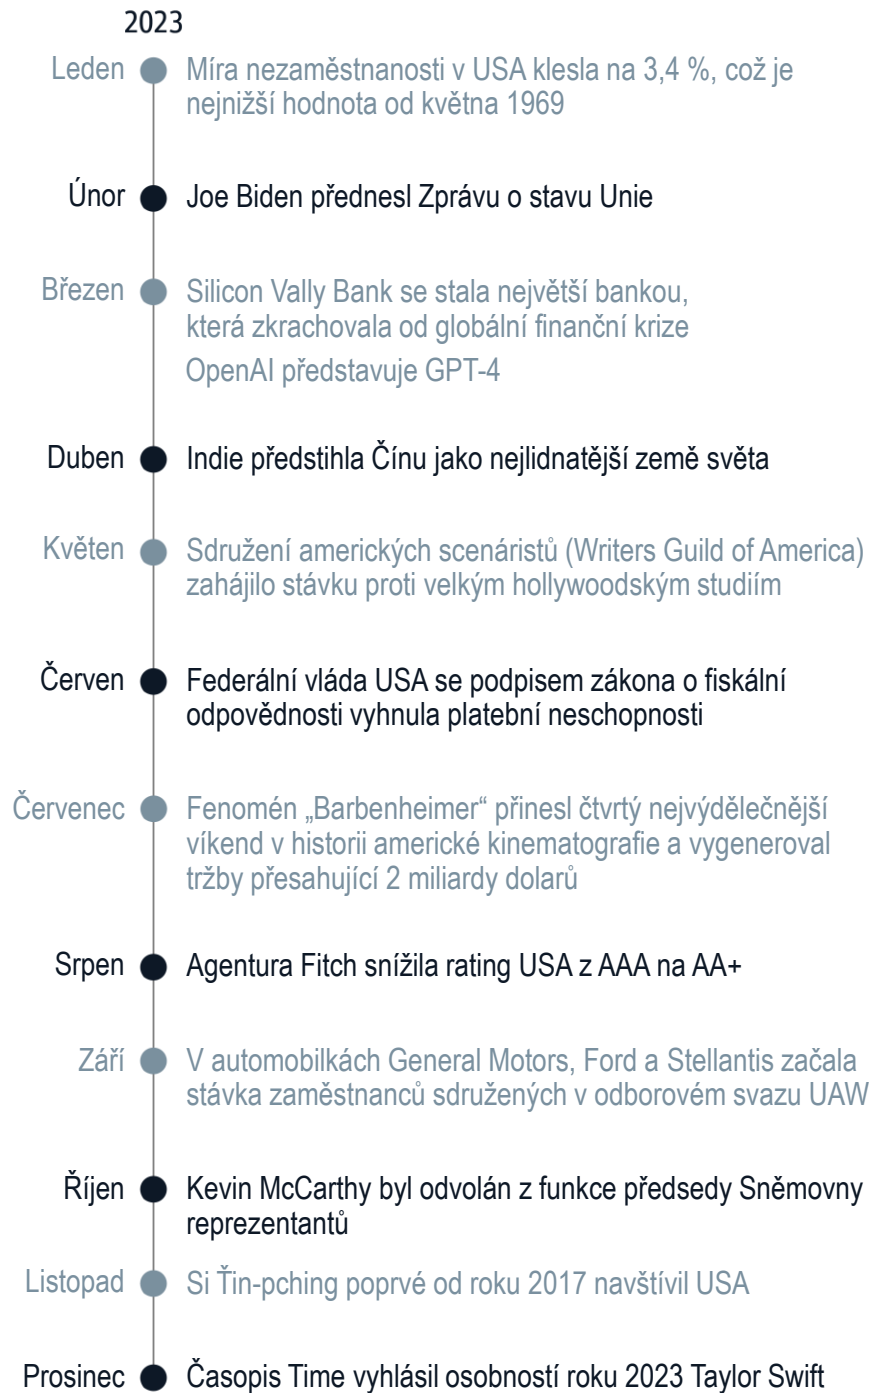 2023
Leden
Míra nezaměstnanosti v USA klesla na 3,4 %, což je
nejnižší hodnota od května 1969
Únor
Joe Biden přednesl Zprávu o stavu Unie
Březen
Silicon Vally Bank se stala největší bankou,
která zkrachovala od globální finanční krize
OpenAI představuje GPT-4
Duben
Indie předstihla Čínu jako nejlidnatější země světa
Květen
Sdružení amerických scenáristů (Writers Guild of America)
zahájilo stávku proti velkým hollywoodským studiím
Červen
Federální vláda USA se podpisem zákona o fiskální
odpovědnosti vyhnula platební neschopnosti
Červenec
Fenomén „Barbenheimer“ přinesl čtvrtý nejvýdělečnější
víkend v historii americké kinematografie a vygeneroval
tržby přesahující 2 miliardy dolarů
Srpen
Agentura Fitch snížila rating USA z AAA na AA+
Září
V automobilkách General Motors, Ford a Stellantis začala
stávka zaměstnanců sdružených v odborovém svazu UAW
Říjen
Kevin McCarthy byl odvolán z funkce předsedy Sněmovny
reprezentantů
Listopad
Si Ťin-pching poprvé od roku 2017 navštívil USA
Prosinec
Časopis Time vyhlásil osobností roku 2023 Taylor Swift